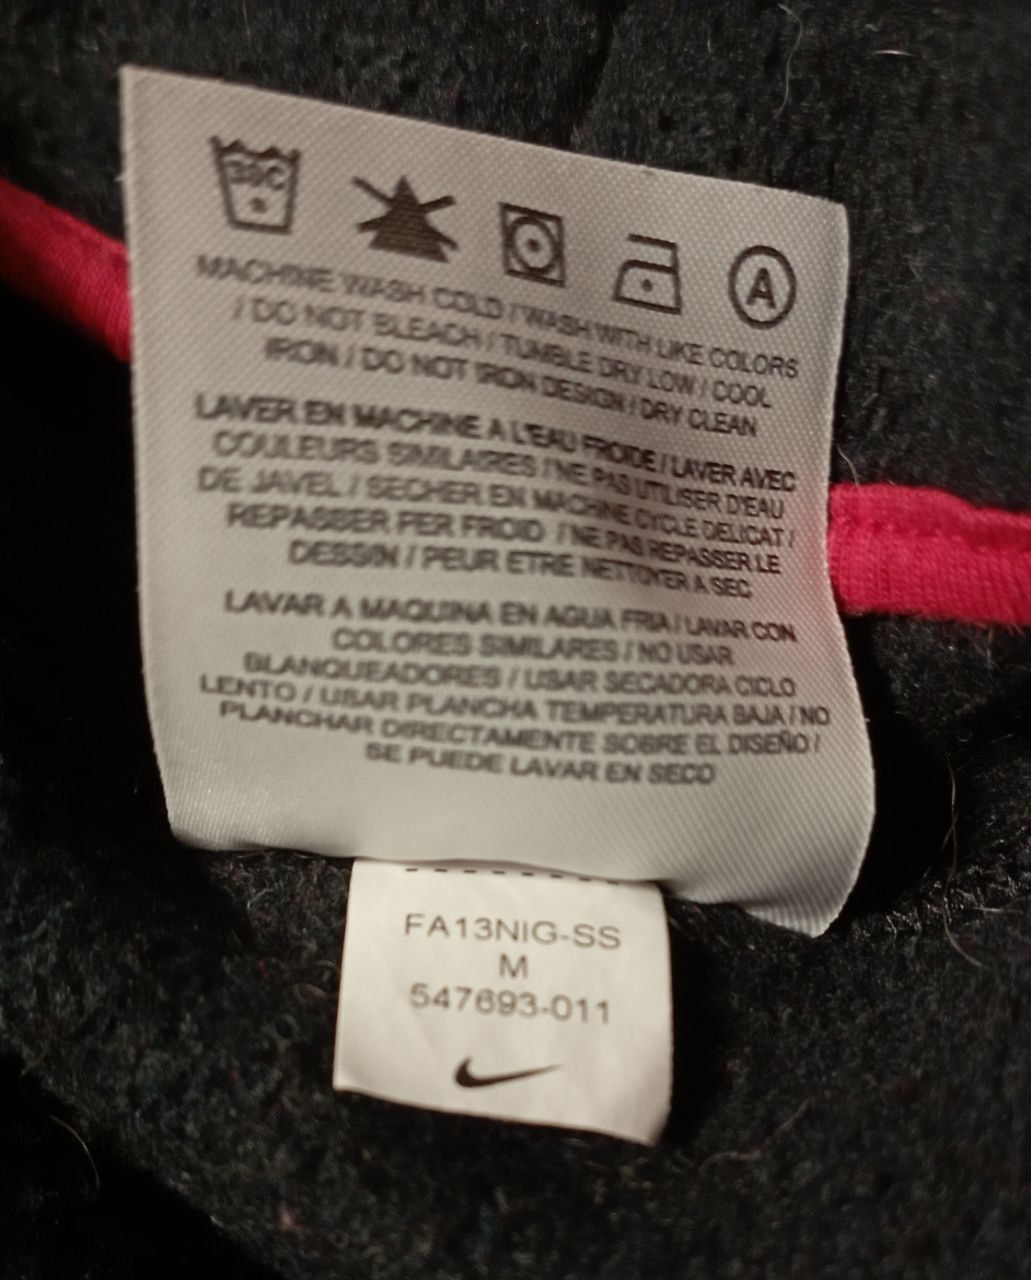 30C
A
MACHINE WASH COLD / WASH WITH LIKE COLORS
/ DO NOT BLEACH / TUMBLE DRY LOW / COOL
IRON / DO NOT IRON DESIGN / DRY CLEAN
LAVER EN MACHINE A L'EAU FROIDE / LAVER AVEC
COULEURS SIMILAIRES / NE PAS UTILISER D'EAU
DE JAVEL / SECHER EN MACHINE CYCLE DELICAT /
REPASSER FER FROID / NE PAS REPASSER LE
DESSIN / PEUR ETRE NETTOYER A SEC
LAVAR A MAQUINA EN AGUA FRIA / LAVAR CON
COLORES SIMILARES / NO USAR
BLANQUEADORES / USAR SECADORA CICLO
LENTO / USAR PLANCHA TEMPERATURA BAJA / NO
PLANCHAR DIRECTAMENTE SOBRE EL DISEÑO /
SE PUEDE LAVAR EN SECO
FA13NIG-SS
M
547693-011